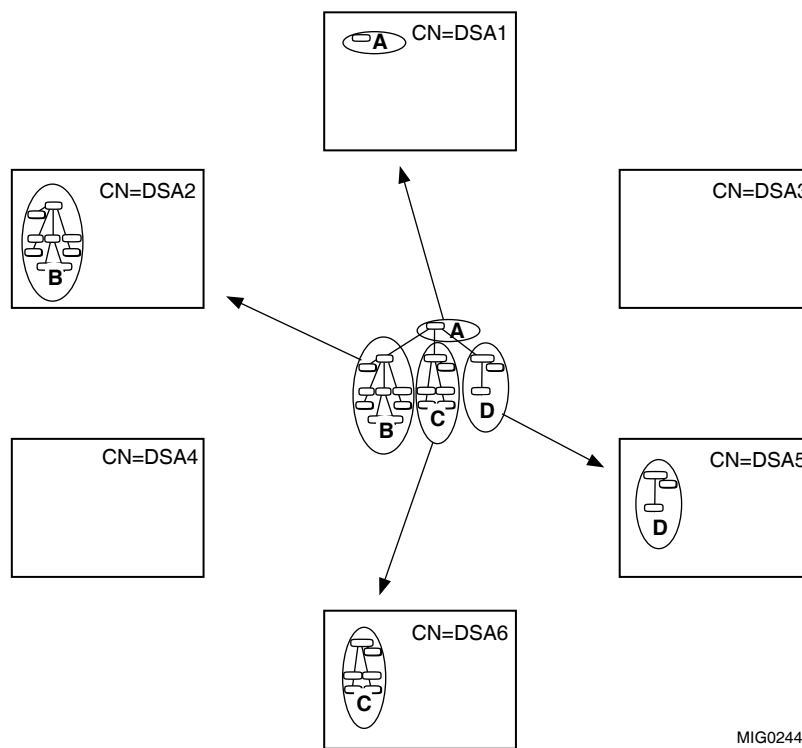 A CN=DSA1
CN=DSA2
B
CN=DSA3
A
B C D
CN=DSA4
CN=DSA5
D
CN=DSA6
C
MIG0244